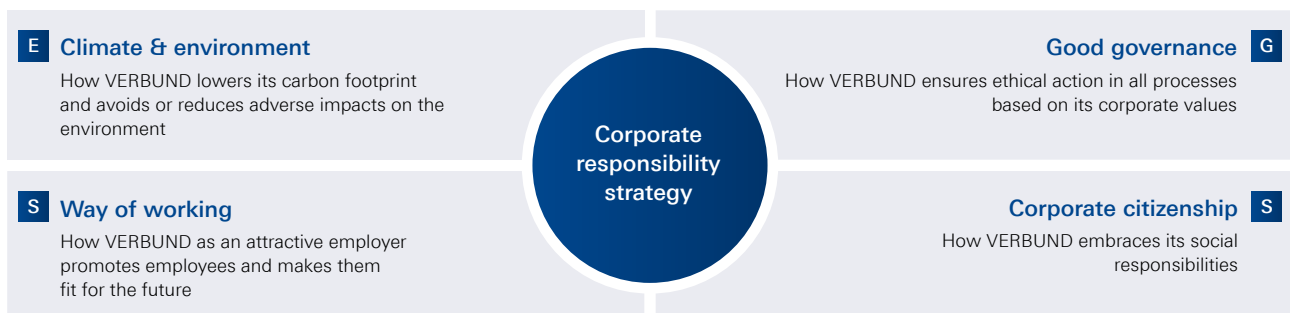 E Climate & environment
How VERBUND lowers its carbon footprint
and avoids or reduces adverse impacts on the
environment
Good governance G
How VERBUND ensures ethical action in all processes
based on its corporate values
Corporate
responsibility
strategy
S Way of working
How VERBUND as an attractive employer
promotes employees and makes them
fit for the future
Corporate citizenship S
How VERBUND embraces its social
responsibilities